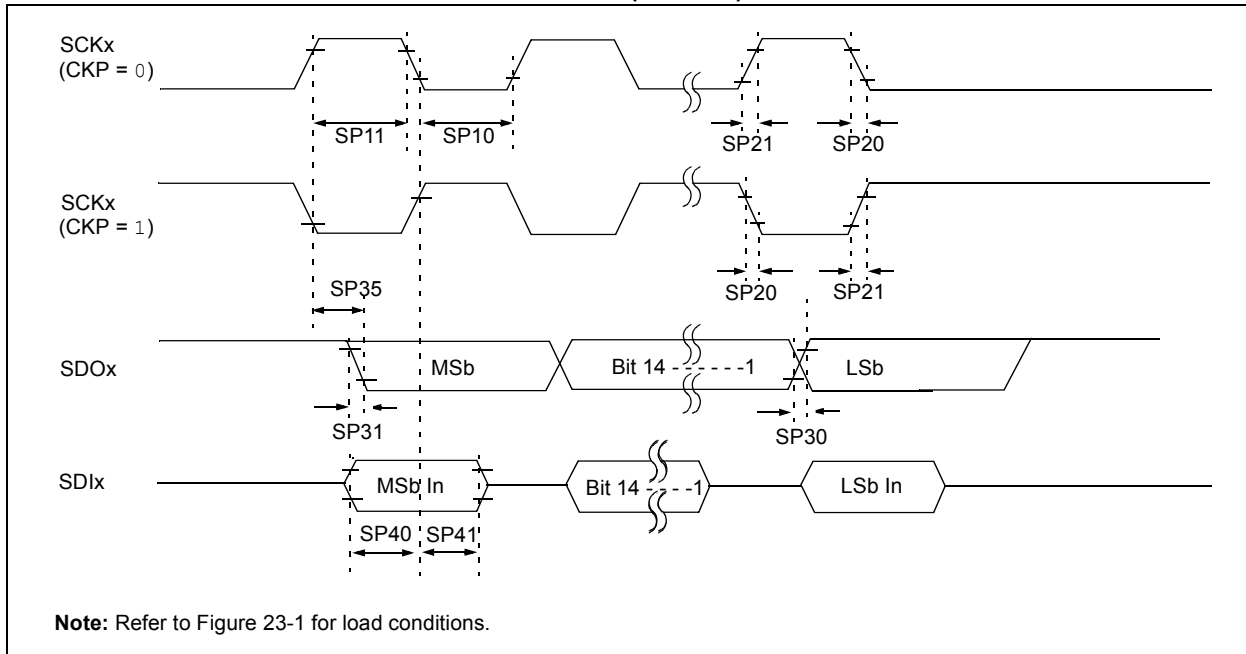 SCKx
(CKP = 0)
SP11
SP10
SP21
SP20
SCKx
(CKP = 1)
SP35
SP20
SP21
SDOx
MSb
Bit 14 - - - - - -1
LSb
SP31
SP30
SDIx
MSb In
Bit 14 - - - -1
LSb In
SP40
SP41
Note: Refer to Figure 23-1 for load conditions.